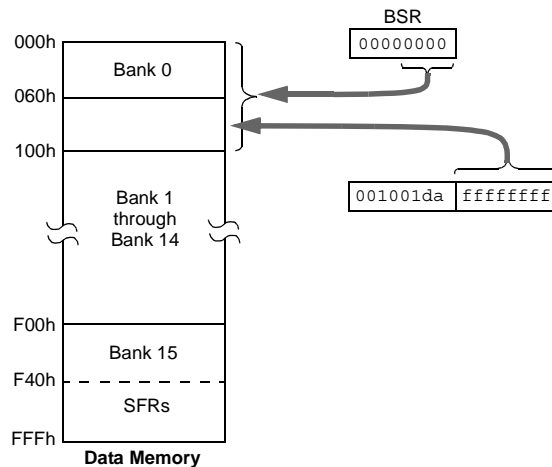 BSR
00000000
000h
Bank 0
060h
100h
001001da ffffffff
Bank 1
through
Bank 14
F00h
Bank 15
F40h
SFRs
FFFh
Data Memory